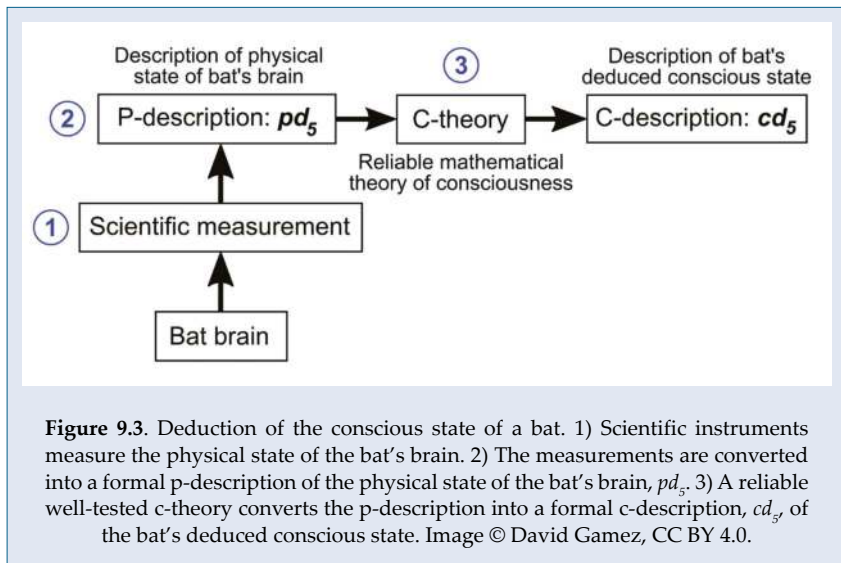 Description of physical
state of bat's brain
3
Description of bat's
deduced conscious state
2
P-description: pd5
C-theory
C-description: cd5
Reliable mathematical
theory of consciousness
1
Scientific measurement
Bat brain
Figure 9.3. Deduction of the conscious state of a bat. 1) Scientific instruments
measure the physical state of the bat’s brain. 2) The measurements are converted
into a formal p-description of the physical state of the bat’s brain, pd5. 3) A reliable
well-tested c-theory converts the p-description into a formal c-description, cd5, of
the bat’s deduced conscious state. Image © David Gamez, CC BY 4.0.